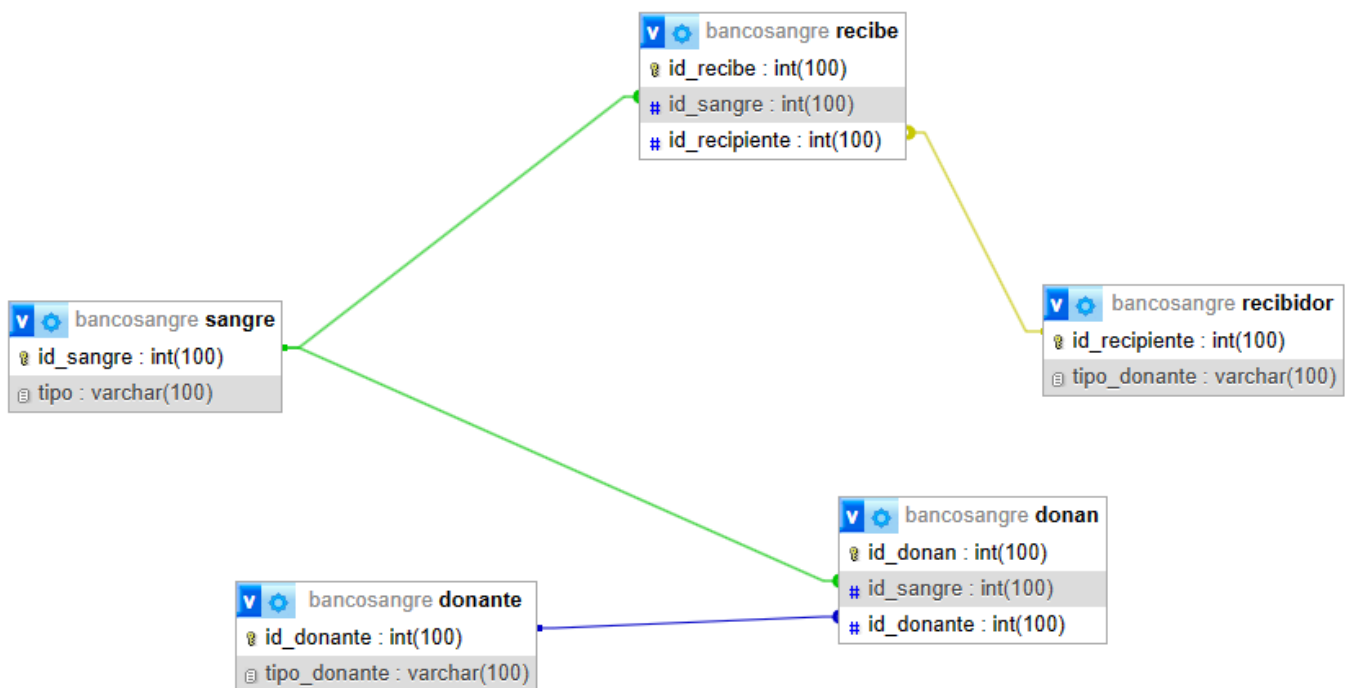 v bancosangre recibe
id_recibe : int(100)
# id_sangre : int(100)
# id_recipiente : int(100)
v bancosangre sangre
id_sangre : int(100)
tipo : varchar(100)
v bancosangre recibidor
id_recipiente : int(100)
tipo_donante : varchar(100)
v bancosangre donan
id_donan : int(100)
# id_sangre : int(100)
# id_donante : int(100)
v bancosangre donante
id_donante : int(100)
tipo_donante : varchar(100)